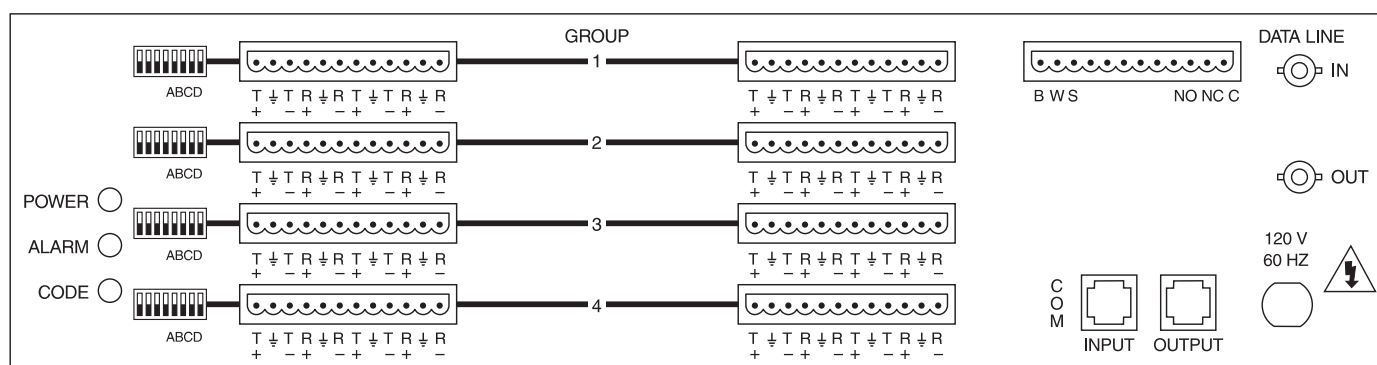 GROUP
DATA LINE
1
IN
ABCD
T ⏚ T R ⏚ R T ⏚ T R ⏚ R
+ − + − + − + −
T ⏚ T R ⏚ R T ⏚ T R ⏚ R
+ − + − + − + −
B W S
NO NC C
2
ABCD
T ⏚ T R ⏚ R T ⏚ T R ⏚ R
+ − + − + − + −
T ⏚ T R ⏚ R T ⏚ T R ⏚ R
+ − + − + − + −
OUT
POWER
3
ABCD
T ⏚ T R ⏚ R T ⏚ T R ⏚ R
+ − + − + − + −
T ⏚ T R ⏚ R T ⏚ T R ⏚ R
+ − + − + − + −
ALARM
120 V
60 HZ
CODE
4
ABCD
T ⏚ T R ⏚ R T ⏚ T R ⏚ R
+ − + − + − + −
T ⏚ T R ⏚ R T ⏚ T R ⏚ R
+ − + − + − + −
COM
INPUT
OUTPUT